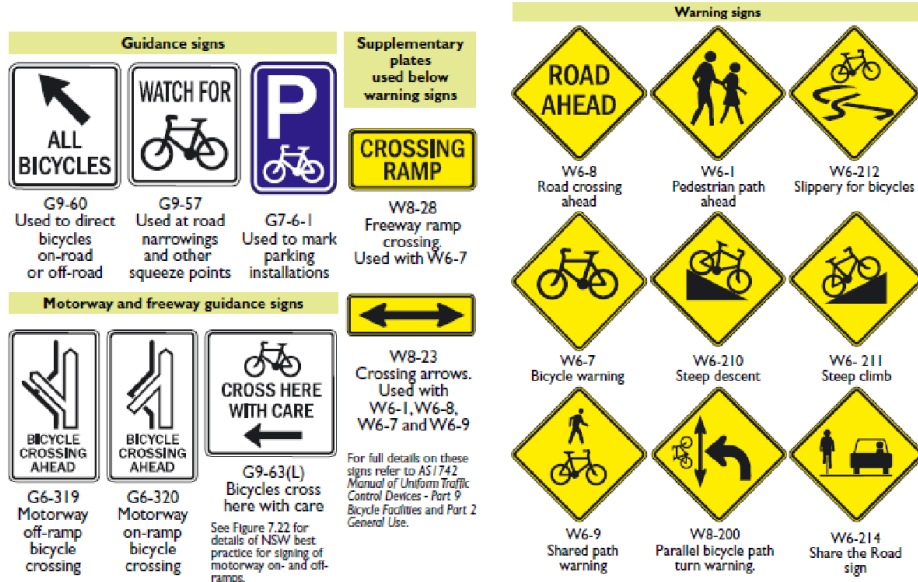 Guidance signs
ALL
BICYCLES
G9-60
Used to direct
bicycles
on-road
or off-road
WATCH FOR
G9-57
Used at road
narrowings
and other
squeeze points
P
G7-6-1
Used to mark
parking
installations
Supplementary
plates
used below
warning signs
CROSSING
RAMP
W8-28
Freeway ramp
crossing.
Used with W6-7
W8-23
Crossing arrows.
Used with
W6-1, W6-8,
W6-7 and W6-9
For full details on these
signs refer to AS1742
Manual of Uniform Traffic
Control Devices - Part 9
Bicycle Facilities and Part 2
General Use.
Motorway and freeway guidance signs
BICYCLE
CROSSING
AHEAD
G6-319
Motorway
off-ramp
bicycle
crossing
BICYCLE
CROSSING
AHEAD
G6-320
Motorway
on-ramp
bicycle
crossing
CROSS HERE
WITH CARE
G9-63(L)
Bicycles cross
here with care
See Figure 7.22 for
details of NSW best
practice for signing of
motorway on- and off-
ramps.
Warning signs
ROAD
AHEAD
W6-8
Road crossing
ahead
W6-1
Pedestrian path
ahead
W6-212
Slippery for bicycles
W6-7
Bicycle warning
W6-210
Steep descent
W6- 211
Steep climb
W6-9
Shared path
warning
W8-200
Parallel bicycle path
turn warning.
W6-214
Share the Road
sign